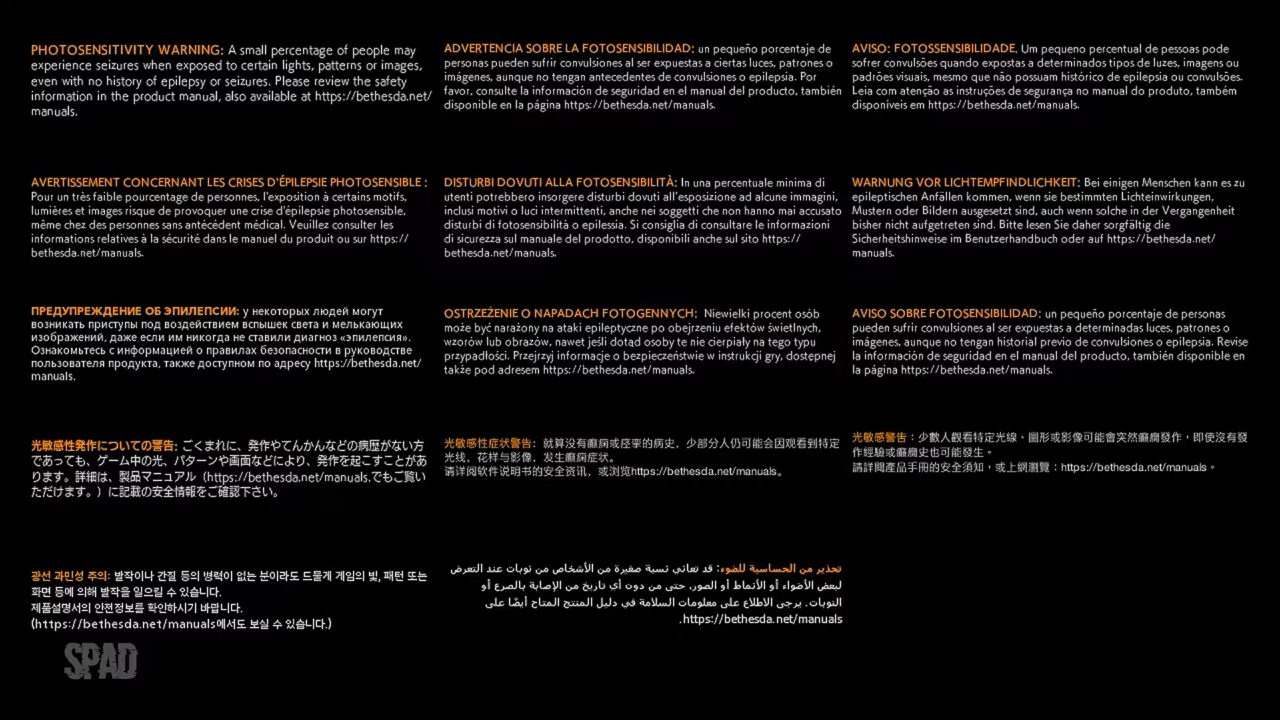 PHOTOSENSITIVITY WARNING: A small percentage of people may
experience seizures when exposed to certain lights, patterns or images,
even with no history of epilepsy or seizures. Please review the safety
information in the product manual, also available at https://bethesda.net/
manuals.
ADVERTENCIA SOBRE LA FOTOSENSIBILIDAD: un pequeño porcentaje de
personas pueden sufrir convulsiones al ser expuestas a ciertas luces, patrones o
imágenes, aunque no tengan antecedentes de convulsiones o epilepsia. Por
favor, consulte la información de seguridad en el manual del producto, también
disponible en la página https://bethesda.net/manuals.
AVISO: FOTOSSENSIBILIDADE. Um pequeno percentual de pessoas pode
sofrer convulsões quando expostas a determinados tipos de luzes, imagens ou
padrões visuais, mesmo que não possuam histórico de epilepsia ou convulsões.
Leia com atenção as instruções de segurança no manual do produto, também
disponíveis em https://bethesda.net/manuals.
AVERTISSEMENT CONCERNANT LES CRISES D'ÉPILEPSIE PHOTOSENSIBLE :
Pour un très faible pourcentage de personnes, l'exposition à certains motifs,
lumières et images risque de provoquer une crise d'épilepsie photosensible,
même chez des personnes sans antécédent médical. Veuillez consulter les
informations relatives à la sécurité dans le manuel du produit ou sur https://
bethesda.net/manuals.
DISTURBI DOVUTI ALLA FOTOSENSIBILITÀ: In una percentuale minima di
utenti potrebbero insorgere disturbi dovuti all'esposizione ad alcune immagini,
inclusi motivi o luci intermittenti, anche nei soggetti che non hanno mai accusato
disturbi di fotosensibilità o epilessia. Si consiglia di consultare le informazioni
di sicurezza sul manuale del prodotto, disponibili anche sul sito https://
bethesda.net/manuals.
WARNUNG VOR LICHTEMPFINDLICHKEIT: Bei einigen Menschen kann es zu
epileptischen Anfällen kommen, wenn sie bestimmten Lichteinwirkungen,
Mustern oder Bildern ausgesetzt sind, auch wenn solche in der Vergangenheit
bisher nicht aufgetreten sind. Bitte lesen Sie daher sorgfältig die
Sicherheitshinweise im Benutzerhandbuch oder auf https://bethesda.net/
manuals.
ПРЕДУПРЕЖДЕНИЕ ОБ ЭПИЛЕПСИИ: у некоторых людей могут
возникать приступы под воздействием вспышек света и мелькающих
изображений, даже если им никогда не ставили диагноз «эпилепсия».
Ознакомьтесь с информацией о правилах безопасности в руководстве
пользователя продукта, также доступном по адресу https://bethesda.net/
manuals.
OSTRZEŻENIE O NAPADACH FOTOGENNYCH: Niewielki procent osób
może być narażony na ataki epileptyczne po obejrzeniu efektów świetlnych,
wzorów lub obrazów, nawet jeśli dotąd osoby te nie cierpiały na tego typu
przypadłości. Przejrzyj informacje o bezpieczeństwie w instrukcji gry, dostępnej
także pod adresem https://bethesda.net/manuals.
AVISO SOBRE FOTOSENSIBILIDAD: un pequeño porcentaje de personas
pueden sufrir convulsiones al ser expuestas a determinadas luces, patrones o
imágenes, aunque no tengan historial previo de convulsiones o epilepsia. Revise
la información de seguridad en el manual del producto, también disponible en
la página https://bethesda.net/manuals.
光敏感性発作についての警告: ごくまれに、発作やてんかんなどの病歴がない方
であっても、ゲーム中の光、パターンや画面などにより、発作を起こすことがあ
ります。詳細は、製品マニュアル（https://bethesda.net/manuals.でもご覧い
ただけます。）に記載の安全情報をご確認下さい。
光敏感性症状警告：就算没有癫痫或痉挛的病史，少部分人仍可能会因观看到特定
光线、花样与影像，发生癫痫症状。
请详阅软件说明书的安全资讯，或浏览https://bethesda.net/manuals。
光敏感警告：少數人觀看特定光線、圖形或影像可能會突然癲癇發作，即使沒有發
作經驗或癲癇史也可能發生。
請詳閱產品手冊的安全須知，或上網瀏覽：https://bethesda.net/manuals。
광선 과민성 주의: 발작이나 간질 등의 병력이 없는 분이라도 드물게 게임의 빛, 패턴 또는
화면 등에 의해 발작을 일으킬 수 있습니다.
제품설명서의 안전정보를 확인하시기 바랍니다.
(https://bethesda.net/manuals에서도 보실 수 있습니다.)
تحذير من الحساسية للضوء: قد تعاني نسبة صغيرة من الأشخاص من نوبات عند التعرض
لبعض الأضواء أو الأنماط أو الصور، حتى من دون أي تاريخ من الإصابة بالصرع أو
النوبات. يرجى الاطلاع على معلومات السلامة في دليل المنتج المتاح أيضًا على
https://bethesda.net/manuals.
SPAD